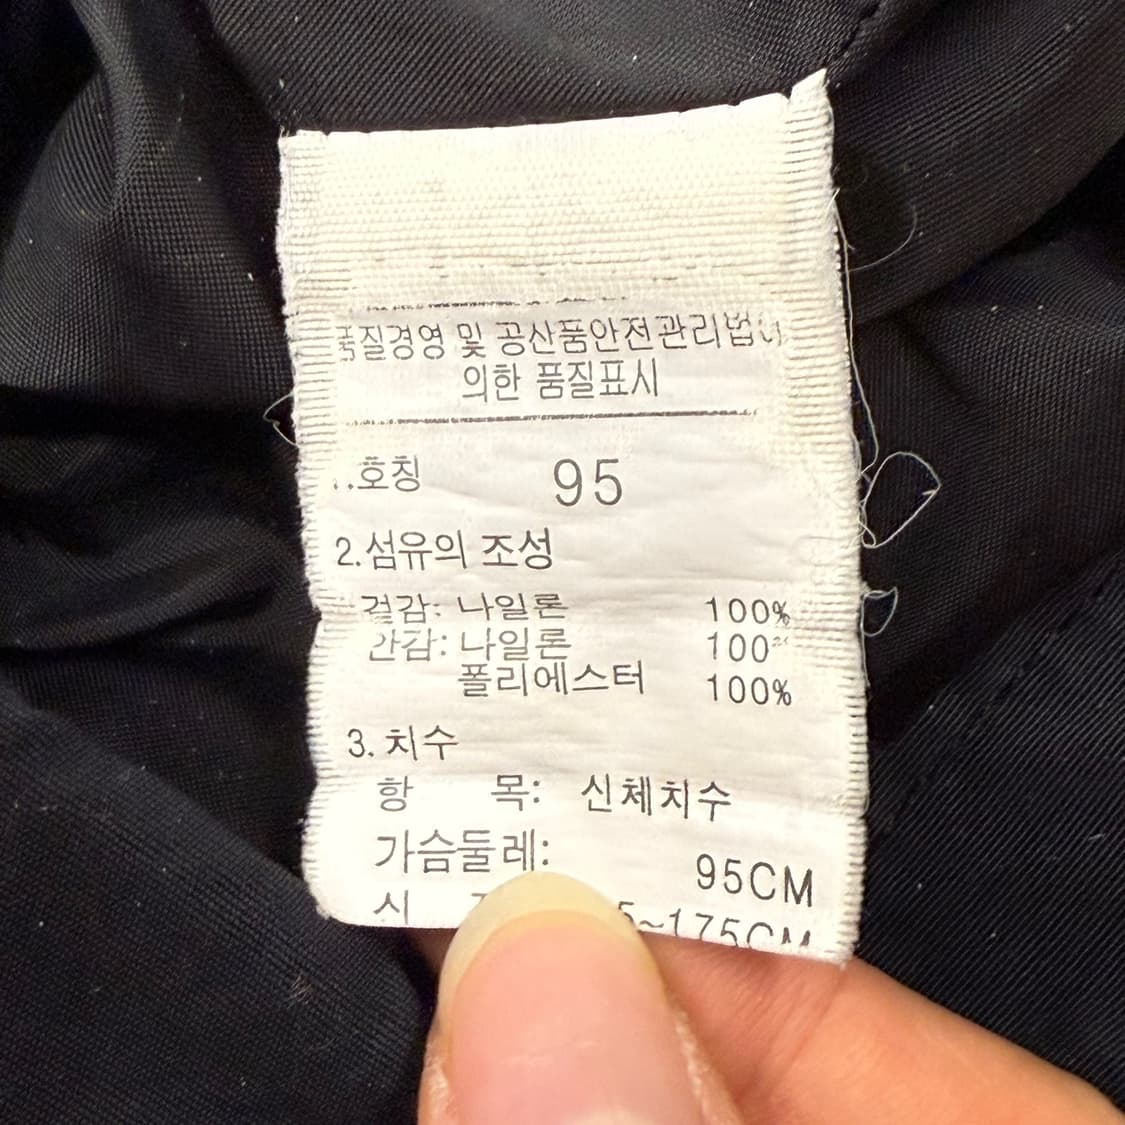 품질경영 및 공산품안전관리법에
의한 품질표시
1.호칭 95
2.섬유의 조성
겉감: 나일론 100%
안감: 나일론 100%
폴리에스터 100%
3. 치수
항 목: 신체치수
가슴둘레: 95CM
~175CM